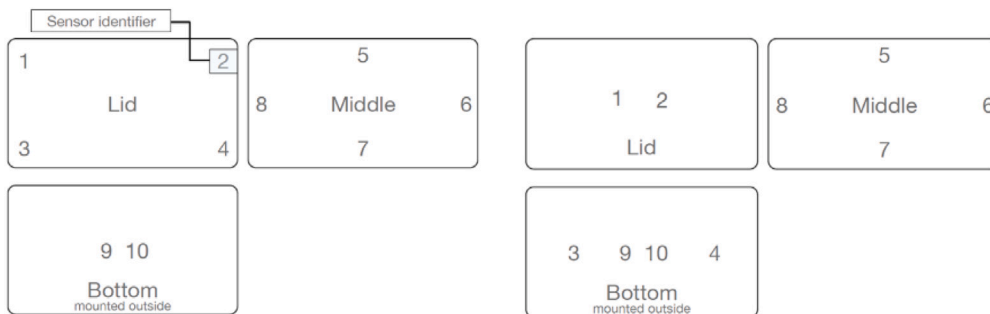 Sensor identifier
1 2
Lid
3 4
5
8 Middle 6
7
9 10
Bottom
mounted outside
1 2
Lid
5
8 Middle 6
7
3 9 10 4
Bottom
mounted outside